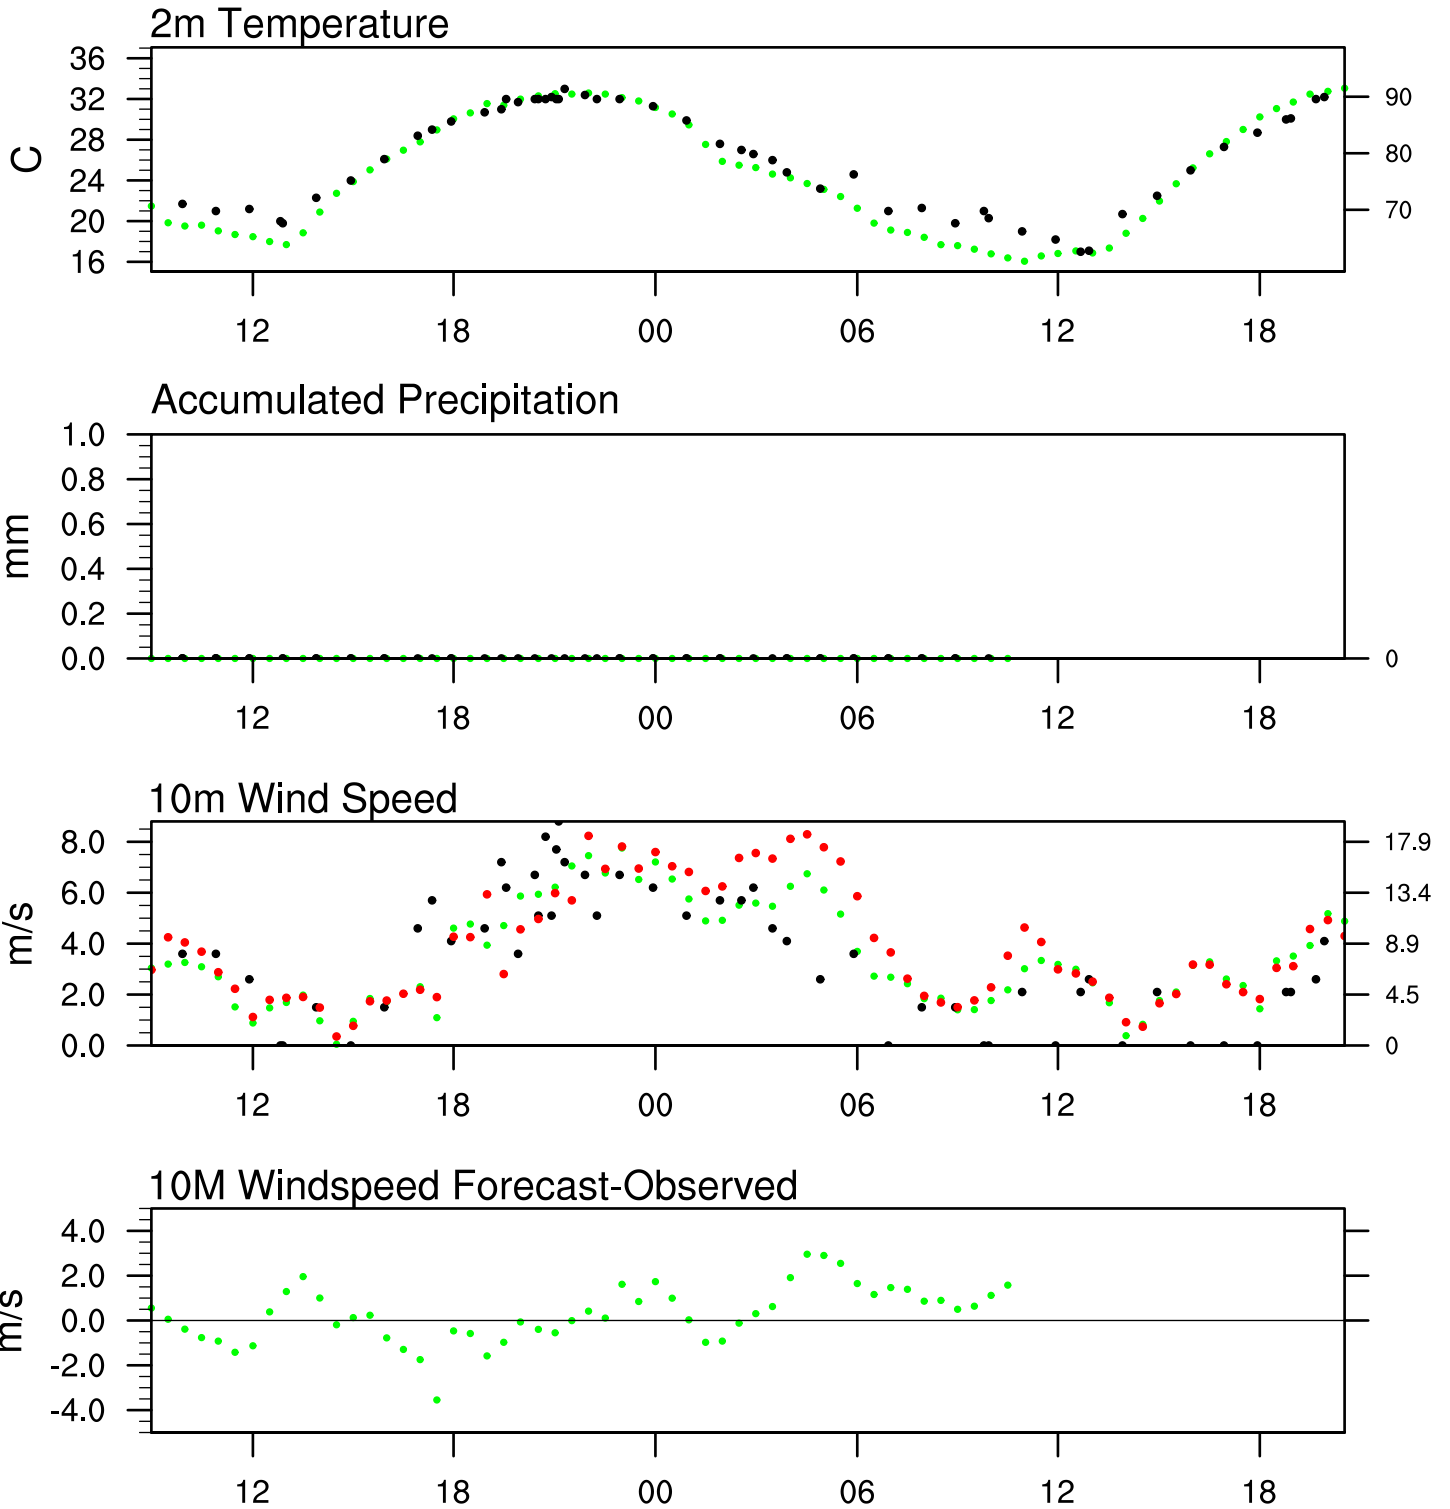 2m Temperature
36
32
28
24
20
16
C
90
80
70
12 18 00 06 12 18
Accumulated Precipitation
1.0
0.8
0.6
0.4
0.2
0.0
mm
0
12 18 00 06 12 18
10m Wind Speed
8.0
6.0
4.0
2.0
0.0
m/s
17.9
13.4
8.9
4.5
0
12 18 00 06 12 18
10M Windspeed Forecast-Observed
4.0
2.0
0.0
-2.0
-4.0
m/s
12 18 00 06 12 18